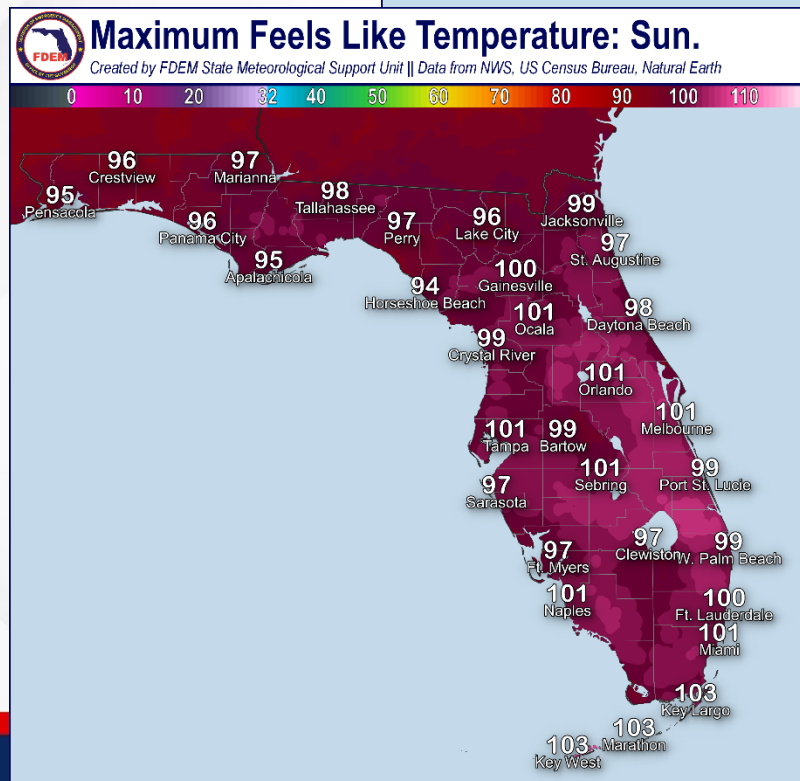 Maximum Feels Like Temperature: Sun.
Created by FDEM State Meteorological Support Unit || Data from NWS, US Census Bureau, Natural Earth
FDEM
0 10 20 32 40 50 60 70 80 90 100 110
96
Crestview
97
Marianna
95
Pensacola
98
Tallahassee
96
Panama City
97
Perry
96
Lake City
99
Jacksonville
97
St. Augustine
95
Apalachicola
100
Gainesville
94
Horseshoe Beach
101
Ocala
98
Daytona Beach
99
Crystal River
101
Orlando
101
Melbourne
101
Tampa
99
Bartow
101
Sebring
99
Port St. Lucie
97
Sarasota
97
Clewiston
99
W. Palm Beach
97
Ft. Myers
101
Naples
100
Ft. Lauderdale
101
Miami
103
Key Largo
103
Marathon
103
Key West